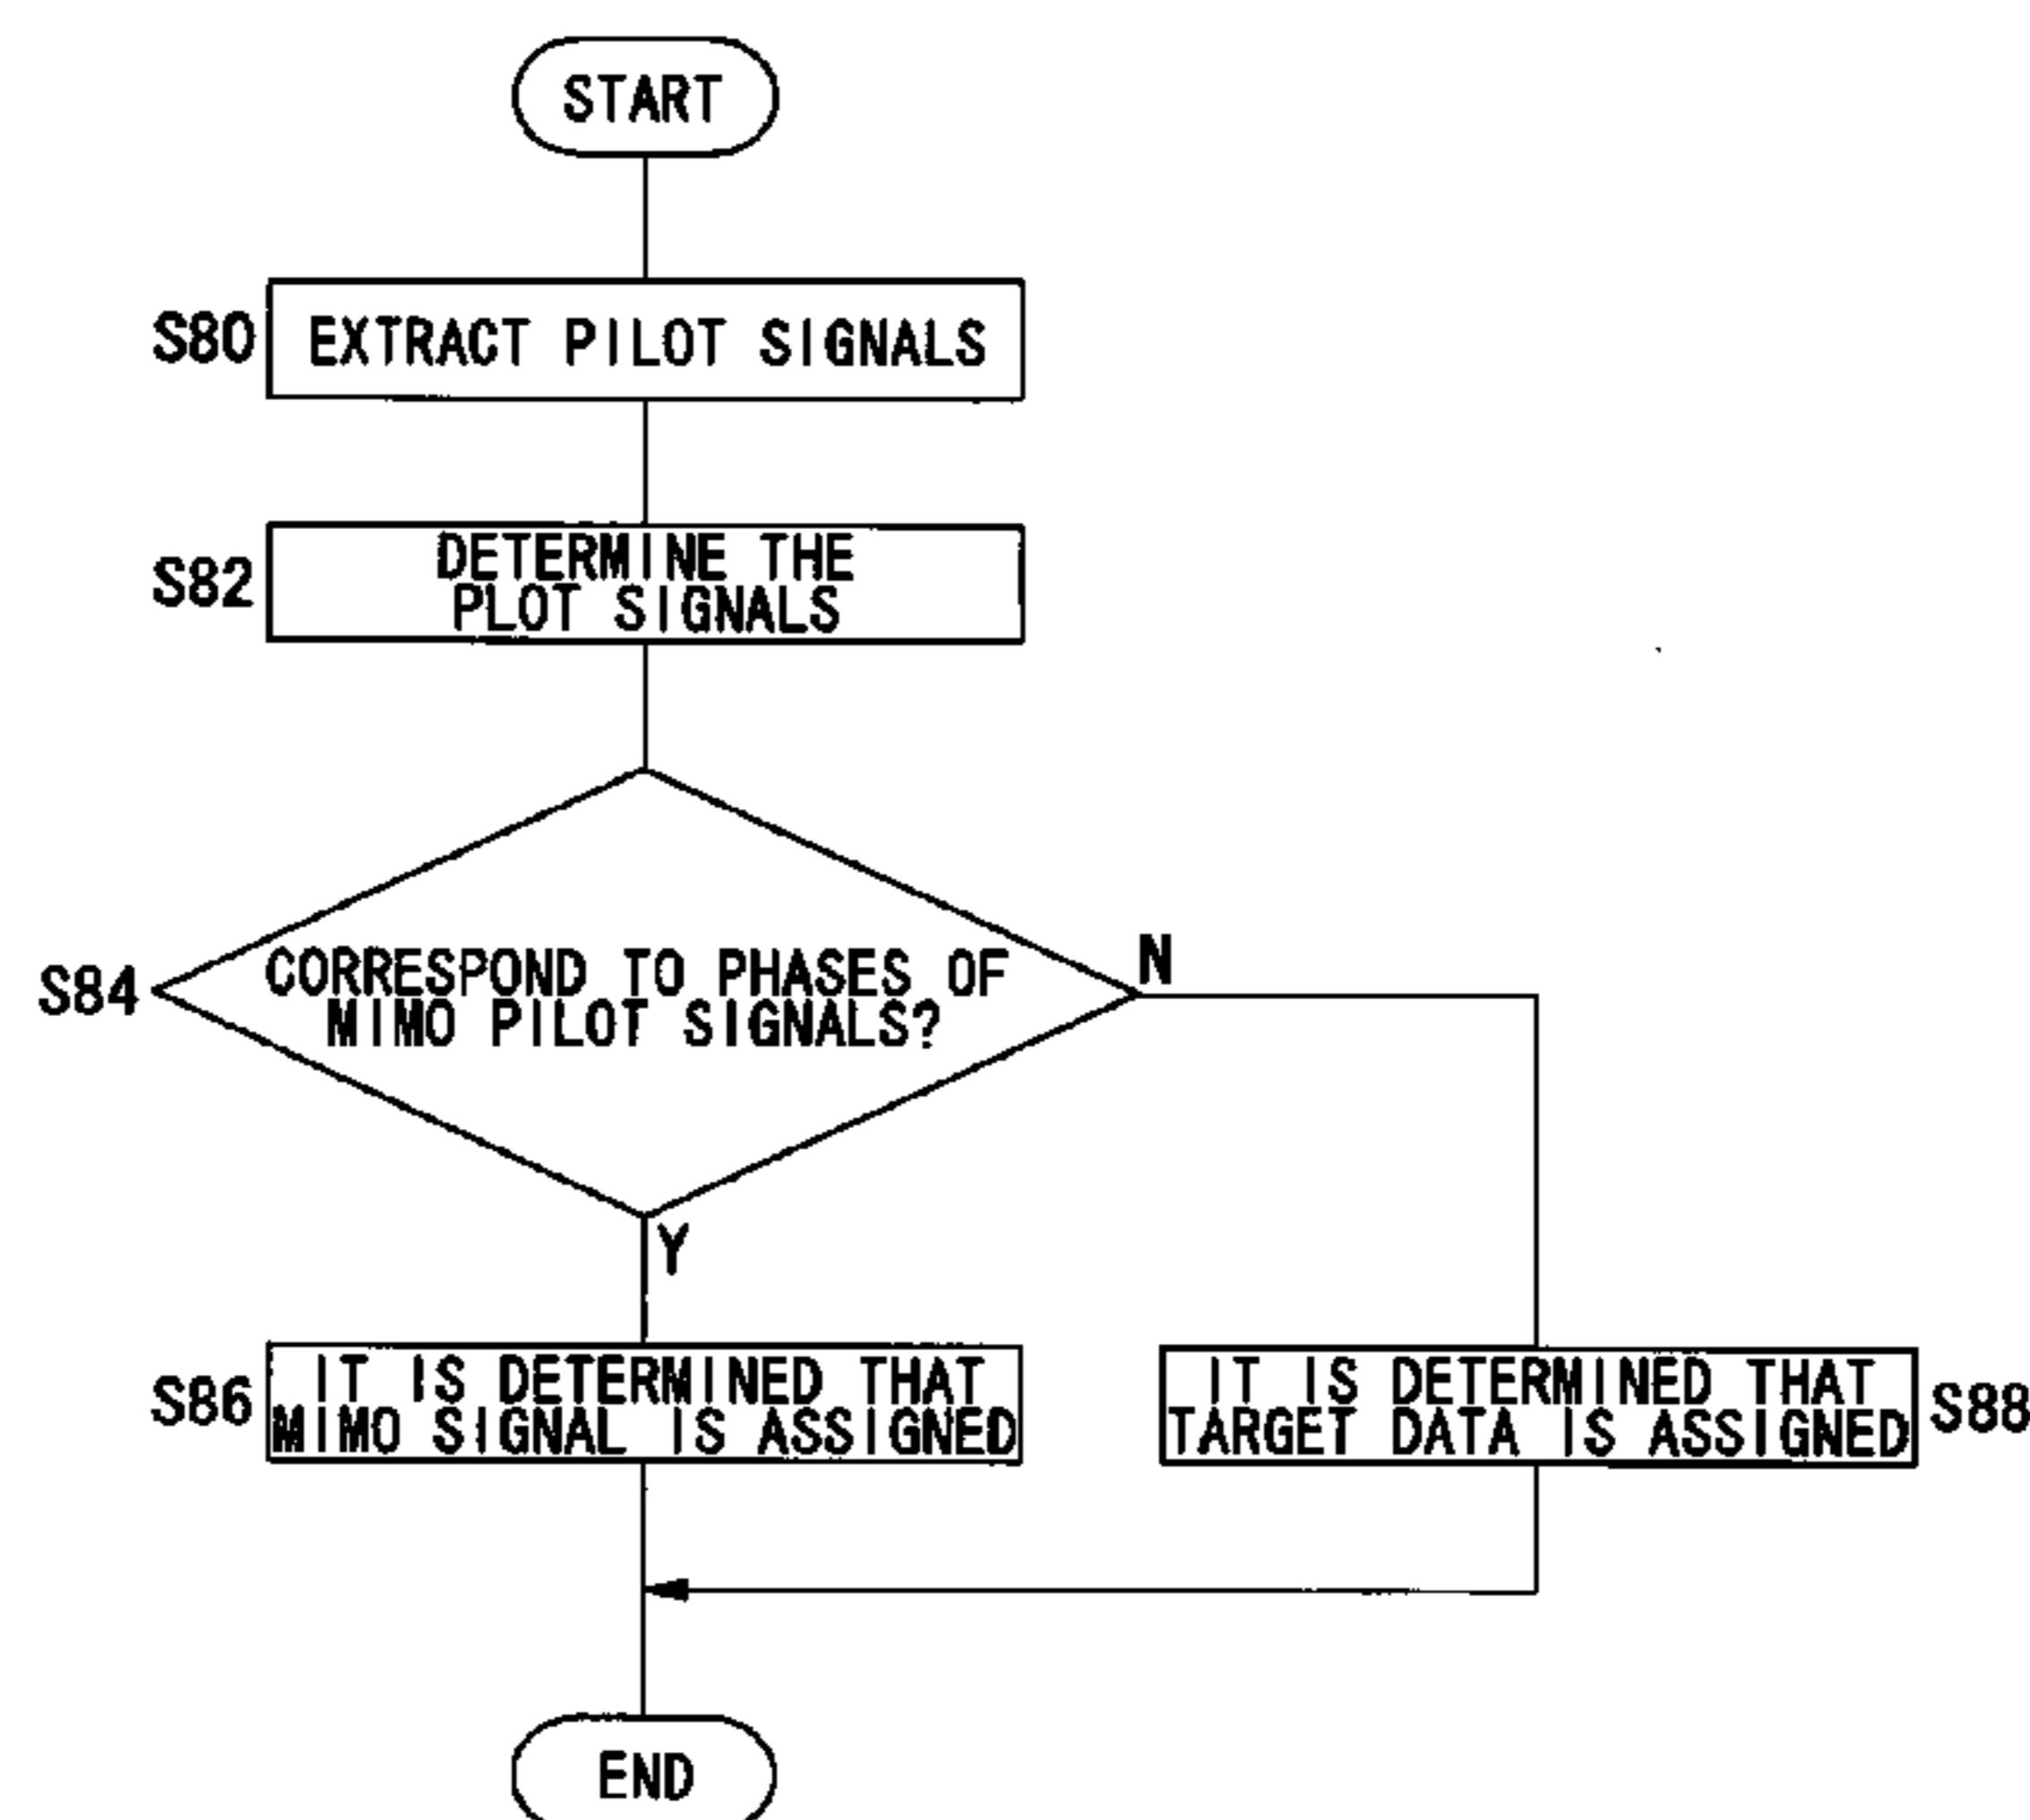 START
S80
EXTRACT PILOT SIGNALS
S82
DETERMINE THE
PLOT SIGNALS
S84
CORRESPOND TO PHASES OF
MIMO PILOT SIGNALS?
N
Y
S86
IT IS DETERMINED THAT
MIMO SIGNAL IS ASSIGNED
IT IS DETERMINED THAT
TARGET DATA IS ASSIGNED
S88
END